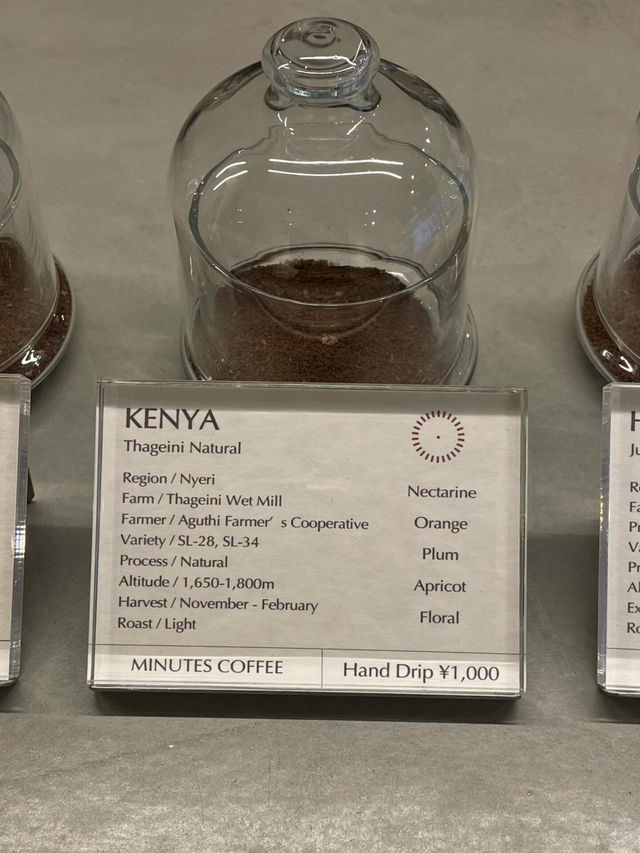 KENYA
Thageini Natural
Region / Nyeri
Farm / Thageini Wet Mill
Farmer / Aguthi Farmer’ s Cooperative
Variety / SL-28, SL-34
Process / Natural
Altitude / 1,650-1,800m
Harvest / November - February
Roast / Light
Nectarine
Orange
Plum
Apricot
Floral
MINUTES COFFEE
Hand Drip ¥1,000